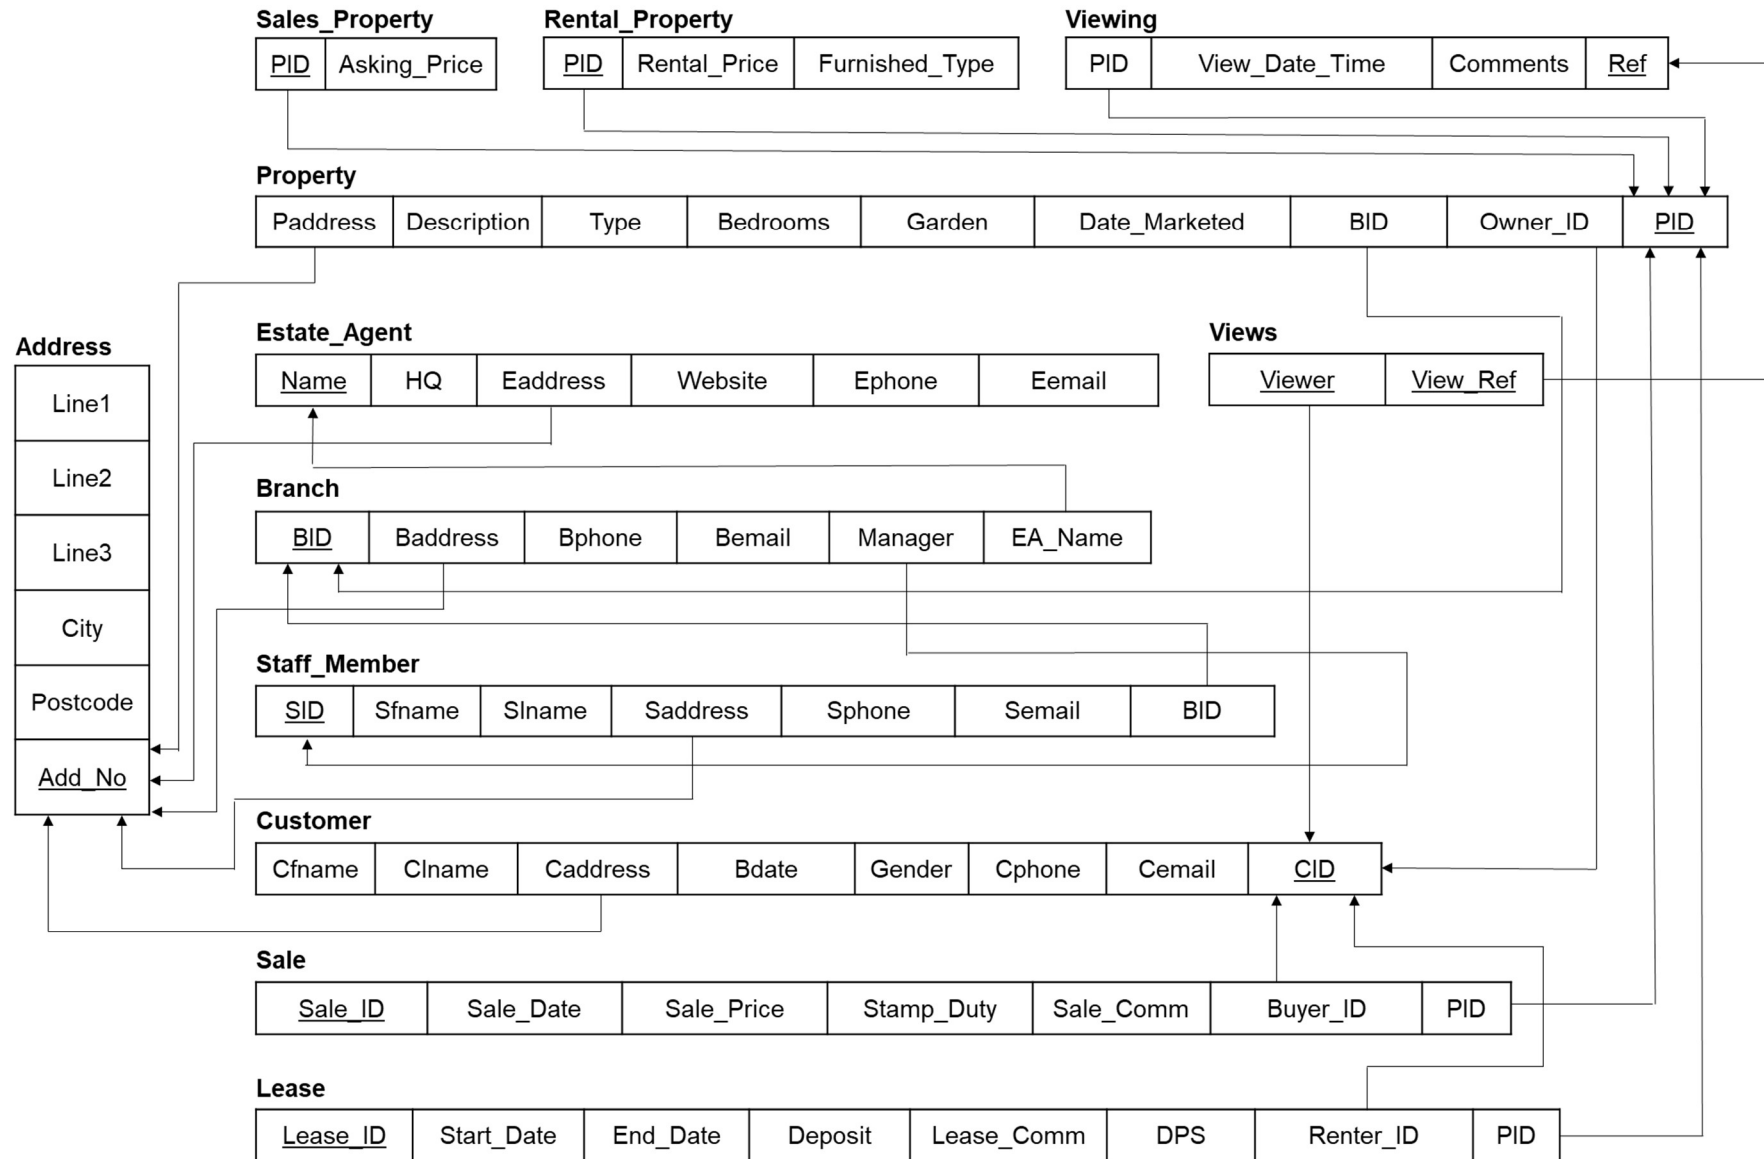 Sales_Property Rental_Property Viewing
PID Asking_Price PID Rental_Price Furnished_Type PID View_Date_Time Comments Ref
Property
Paddress Description Type Bedrooms Garden Date_Marketed BID Owner_ID PID
Estate_Agent Views
Name HQ Eaddress Website Ephone Eemail Viewer View_Ref
Address
Line1
Line2
Line3
City
Postcode
Add_No
Branch
BID Baddress Bphone Bemail Manager EA_Name
Staff_Member
SID Sfname Slname Saddress Sphone Semail BID
Customer
Cfname Clname Caddress Bdate Gender Cphone Cemail CID
Sale
Sale_ID Sale_Date Sale_Price Stamp_Duty Sale_Comm Buyer_ID PID
Lease
Lease_ID Start_Date End_Date Deposit Lease_Comm DPS Renter_ID PID